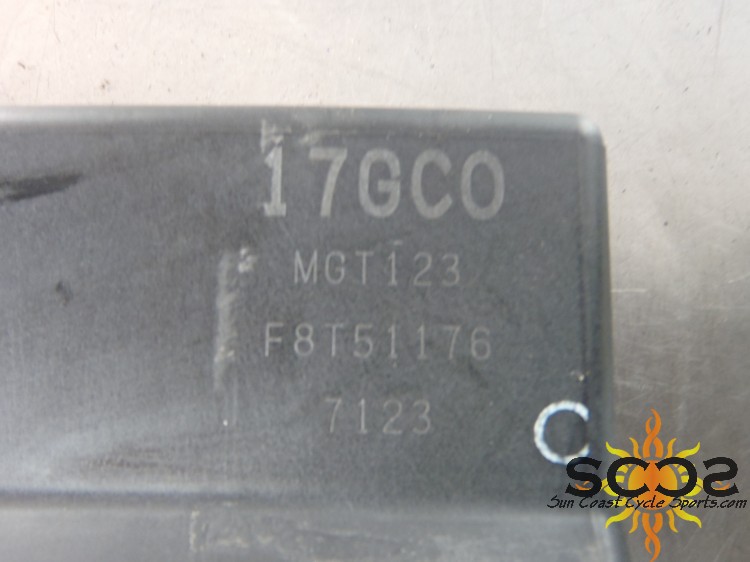 17GC0
MGT123
F8T51176
7123
C
SCCS
Sun Coast Cycle Sports.com